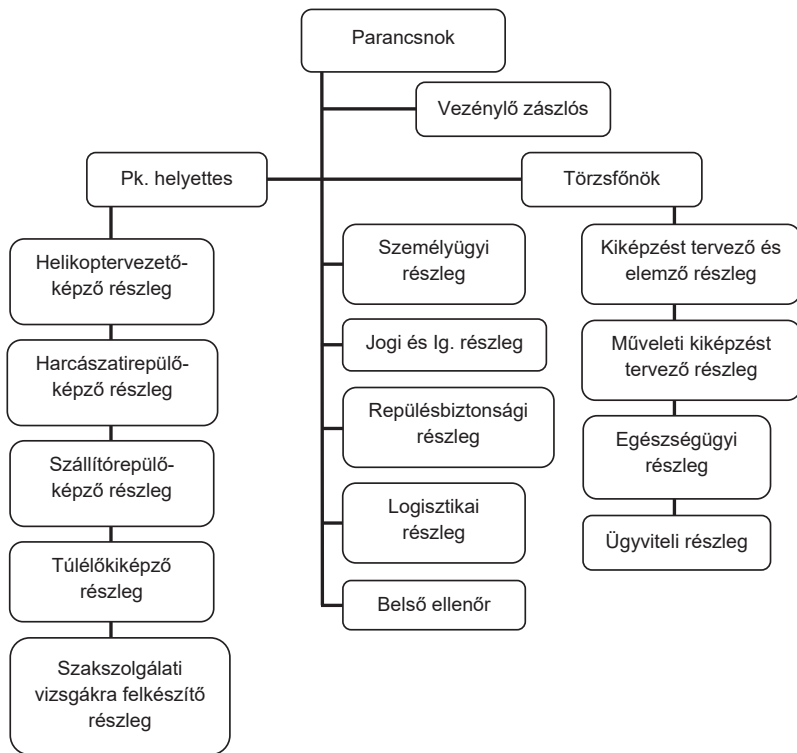 Parancsnok
Vezénylő zászlós
Pk. helyettes
Törzsfőnök
Helikoptervezető-
képző részleg
Harcászatirepülő-
képző részleg
Szállítórepülő-
képző részleg
Túlélőkiképző
részleg
Szakszolgálati
vizsgákra felkészítő
részleg
Személyügyi
részleg
Jogi és Ig. részleg
Repülésbiztonsági
részleg
Logisztikai
részleg
Belső ellenőr
Kiképzést tervező és
elemző részleg
Műveleti kiképzést
tervező részleg
Egészségügyi
részleg
Ügyviteli részleg